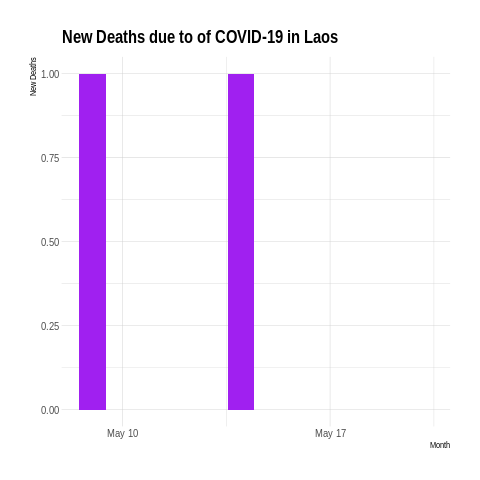 New Deaths due to of COVID-19 in Laos
New Deaths
1.00
0.75
0.50
0.25
0.00
May 10
May 17
Month